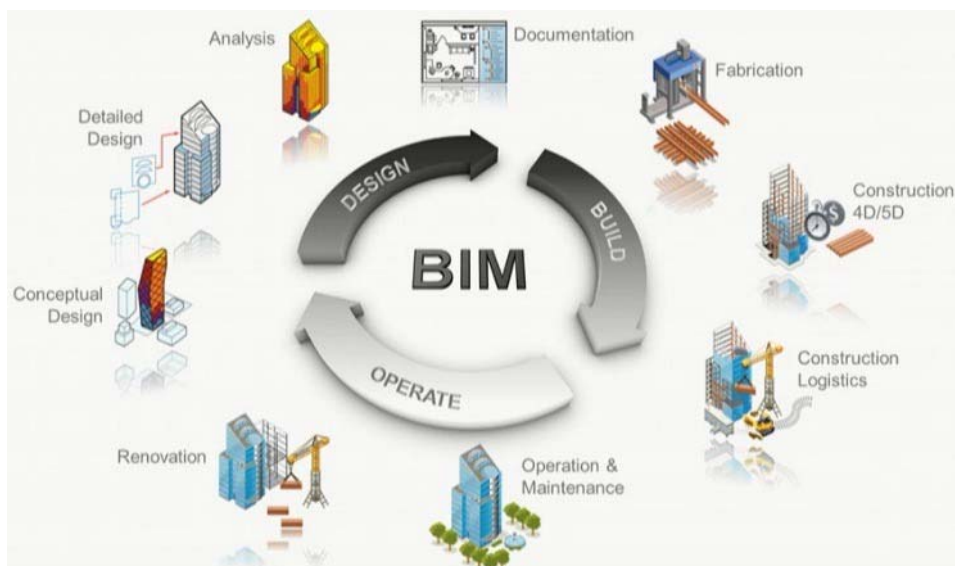 Analysis
Documentation
Fabrication
Detailed
Design
Construction
4D/5D
Conceptual
Design
Construction
Logistics
Renovation
Operation &
Maintenance
DESIGN
BUILD
OPERATE
BIM
$